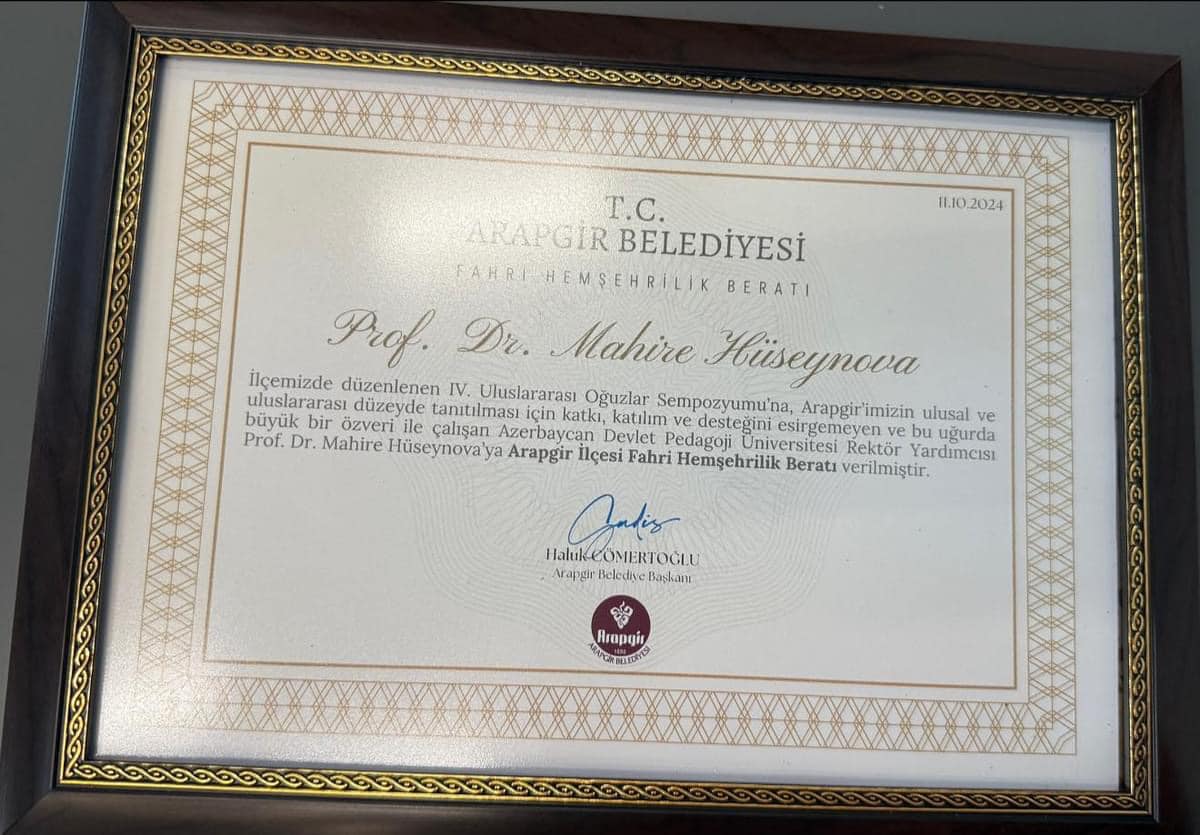 11.10.2024
T.C.
ARAPGİR BELEDİYESİ
FAHRİ HEMŞEHRİLİK BERATI
Prof. Dr. Mahire Hüseynova
İlçemizde düzenlenen IV. Uluslararası Oğuzlar Sempozyumu'na, Arapgir'imizin ulusal ve
uluslararası düzeyde tanıtılması için katkı, katılım ve desteğini esirgemeyen ve bu uğurda
büyük bir özveri ile çalışan Azerbaycan Devlet Pedagoji Üniversitesi Rektör Yardımcısı
Prof. Dr. Mahire Hüseynova'ya Arapgir İlçesi Fahri Hemşehrilik Beratı verilmiştir.
Haluk CÖMERTOĞLU
Arapgir Belediye Başkanı
Arapgir
ARAPGİR BELEDİYESİ